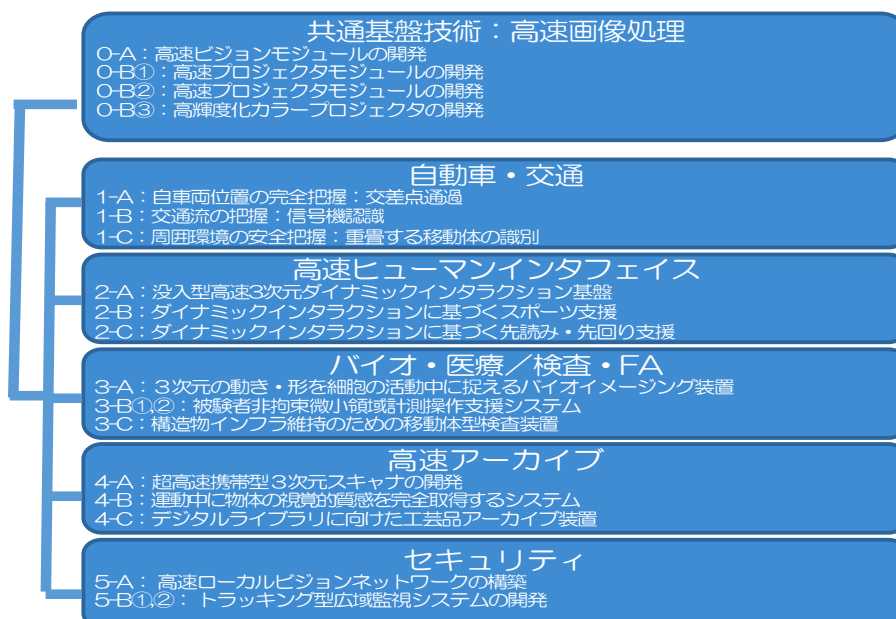 共通基盤技術：高速画像処理
0-A：高速ビジョンモジュールの開発
0-B①：高速プロジェクタモジュールの開発
0-B②：高速プロジェクタモジュールの開発
0-B③：高輝度化カラープロジェクタの開発
自動車・交通
1-A：自車両位置の完全把握：交差点通過
1-B：交通流の把握：信号機認識
1-C：周囲環境の安全把握：重畳する移動体の識別
高速ヒューマンインタフェイス
2-A：没入型高速3次元ダイナミックインタラクション基盤
2-B：ダイナミックインタラクションに基づくスポーツ支援
2-C：ダイナミックインタラクションに基づく先読み・先回り支援
バイオ・医療／検査・FA
3-A：３次元の動き・形を細胞の活動中に捉えるバイオイメージング装置
3-B①,②：被験者非拘束微小領域計測操作支援システム
3-C：構造物インフラ維持のための移動体型検査装置
高速アーカイブ
4-A：超高速携帯型３次元スキャナの開発
4-B：運動中に物体の視覚的質感を完全取得するシステム
4-C：デジタルライブラリに向けた工芸品アーカイブ装置
セキュリティ
5-A： 高速ローカルビジョンネットワークの構築
5-B①,②： トラッキング型広域監視システムの開発